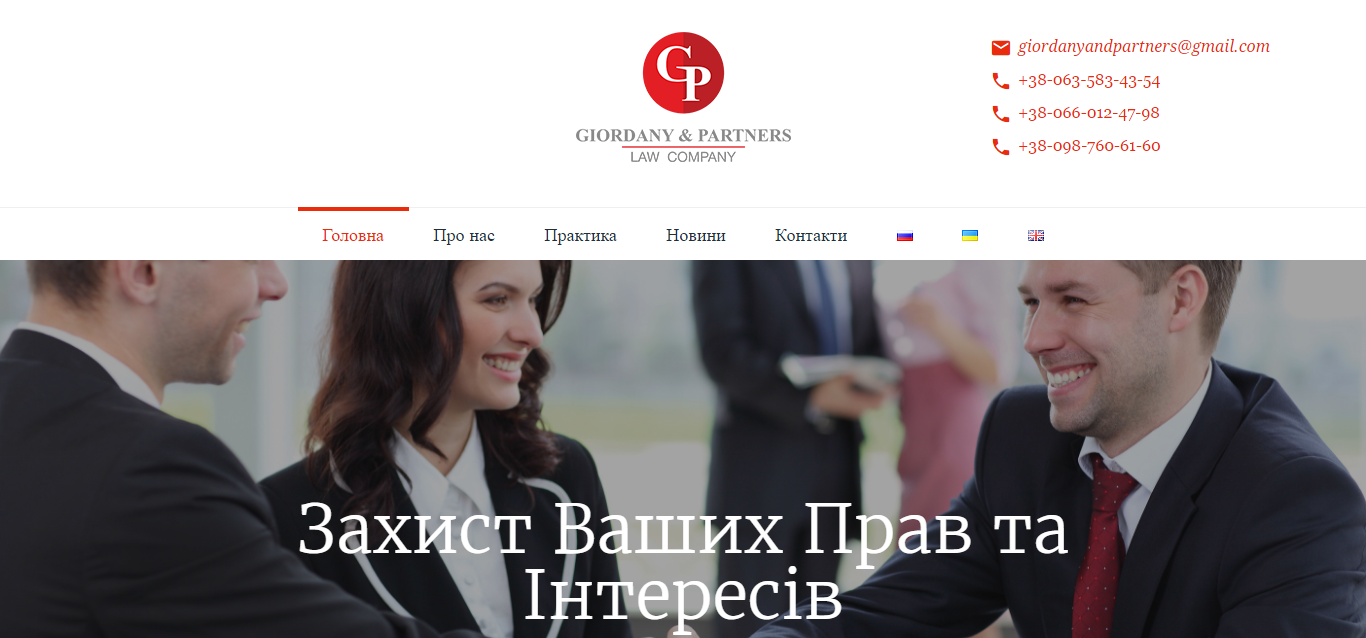 GP
GIORDANY & PARTNERS
LAW COMPANY
giordanyandpartners@gmail.com
+38-063-583-43-54
+38-066-012-47-98
+38-098-760-61-60
Головна Про нас Практика Новини Контакти
Захист Ваших Прав та
Інтересів